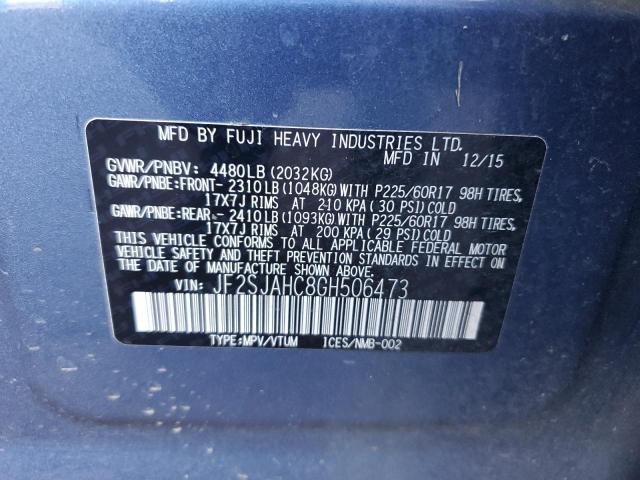 MFD BY FUJI HEAVY INDUSTRIES LTD.
MFD IN 12/15
GVWR/PNBV: 4480LB(2032KG)
GAWR/PNBE:FRONT- 2310LB(1048KG)WITH P225/60R17 98H TIRES,
17X7J RIMS AT 210 KPA(30 PSI)COLD
GAWR/PNBE:REAR- 2410LB(1093KG)WITH P225/60R17 98H TIRES,
17X7J RIMS AT 200 KPA(29 PSI)COLD
THIS VEHICLE CONFORMS TO ALL APPLICABLE FEDERAL MOTOR
VEHICLE SAFETY AND THEFT PREVENTION STANDARDS IN EFFECT
ON THE DATE OF MANUFACTURE SHOWN ABOVE.
VIN: JF2SJAHC8GH506473
TYPE:MPV/VTUM ICES/NMB-002